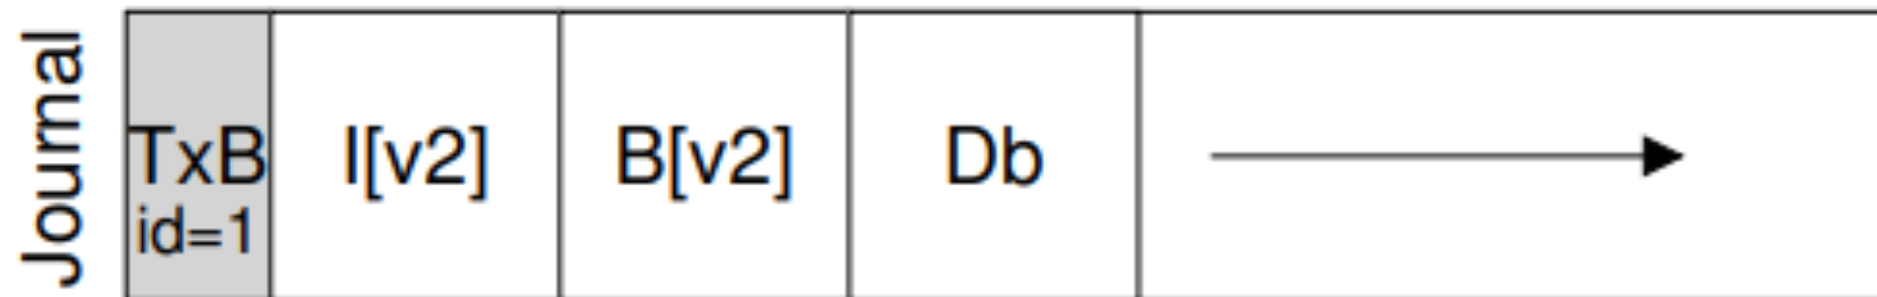 Journal
TxB
id=1
I[v2]
B[v2]
Db